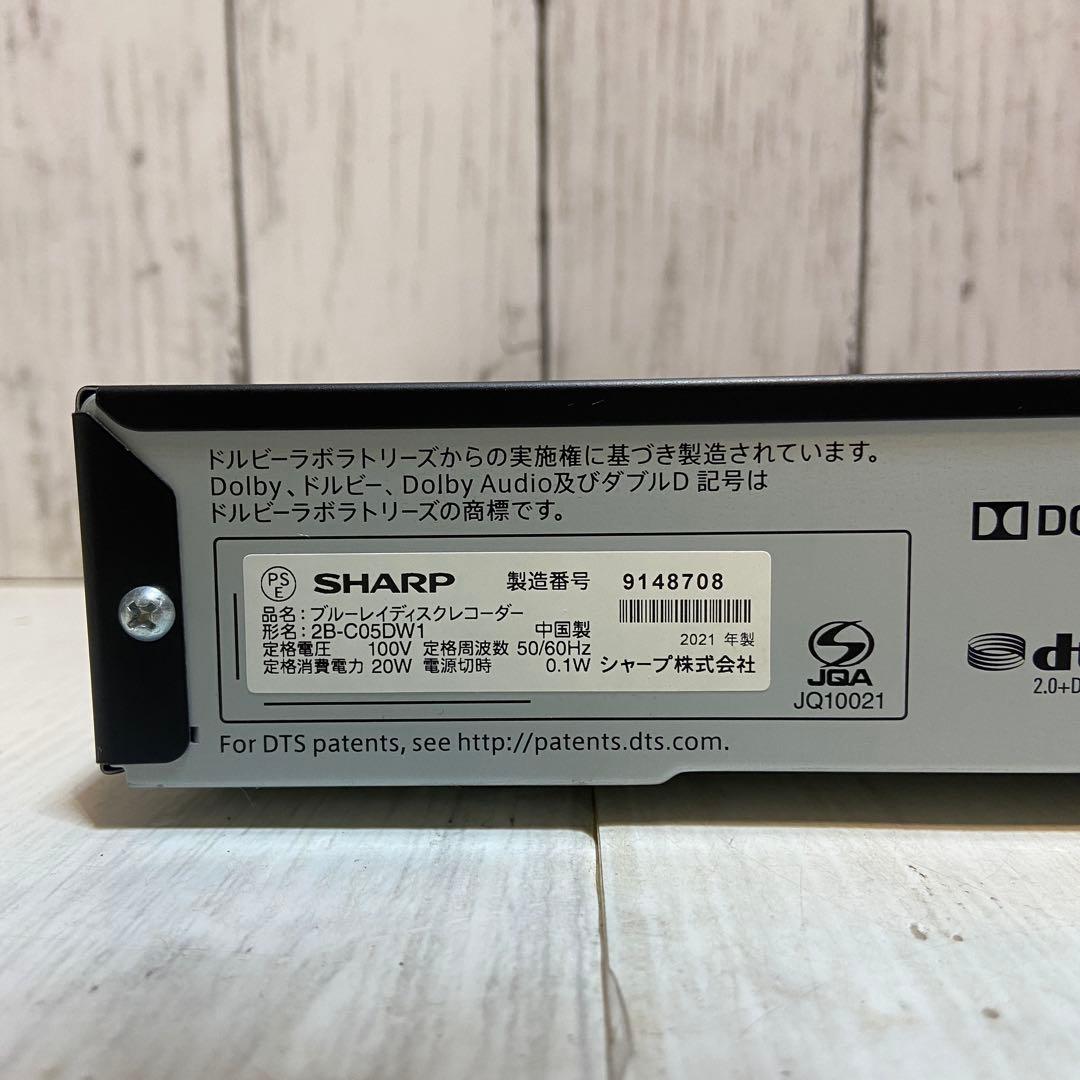 ドルビーラボラトリーズからの実施権に基づき製造されています。
Dolby、ドルビー、Dolby Audio及びダブルD 記号は
ドルビーラボラトリーズの商標です。
PS E SHARP 製造番号 9148708
品名：ブルーレイディスクレコーダー
形名：2B-C05DW1 中国製
2021 年製
定格電圧 100V 定格周波数 50/60Hz
定格消費電力 20W 電源切時 0.1W シャープ株式会社
JQA
JQ10021
For DTS patents, see http://patents.dts.com.
2.0+D